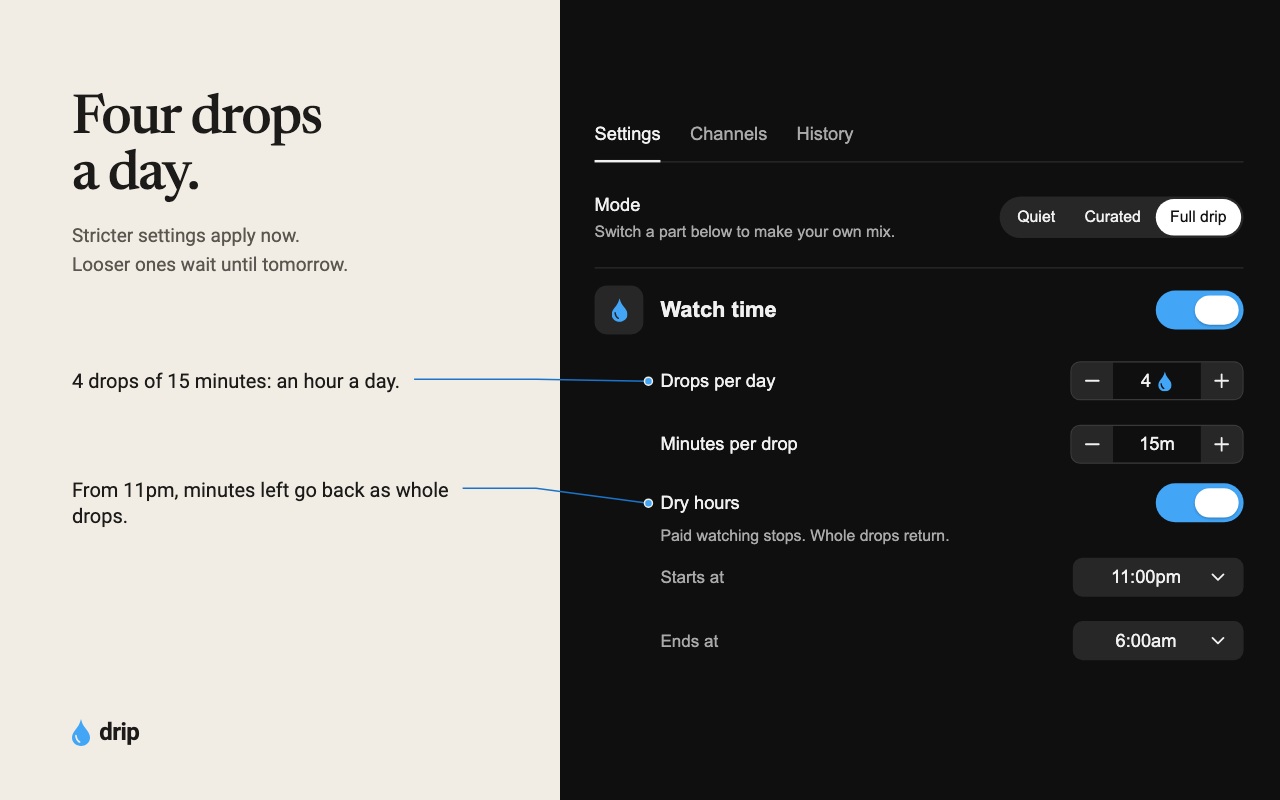 Four drops
a day.
Stricter settings apply now.
Looser ones wait until tomorrow.
4 drops of 15 minutes: an hour a day.
From 11pm, minutes left go back as whole
drops.
drip
Settings Channels History
Mode
Switch a part below to make your own mix.
Quiet Curated Full drip
Watch time
Drops per day
− 4 +
Minutes per drop
− 15m +
Dry hours
Paid watching stops. Whole drops return.
Starts at
11:00pm
Ends at
6:00am